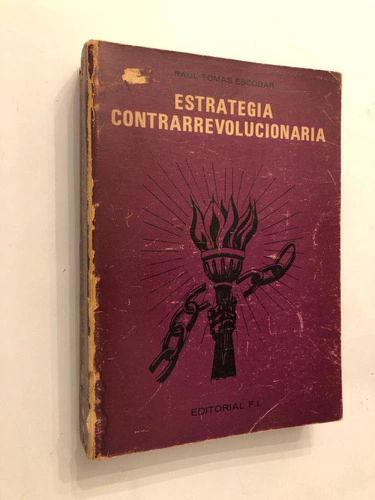 RAUL TOMAS ESCOBAR
ESTRATEGIA
CONTRARREVOLUCIONARIA
EDITORIAL F.I.